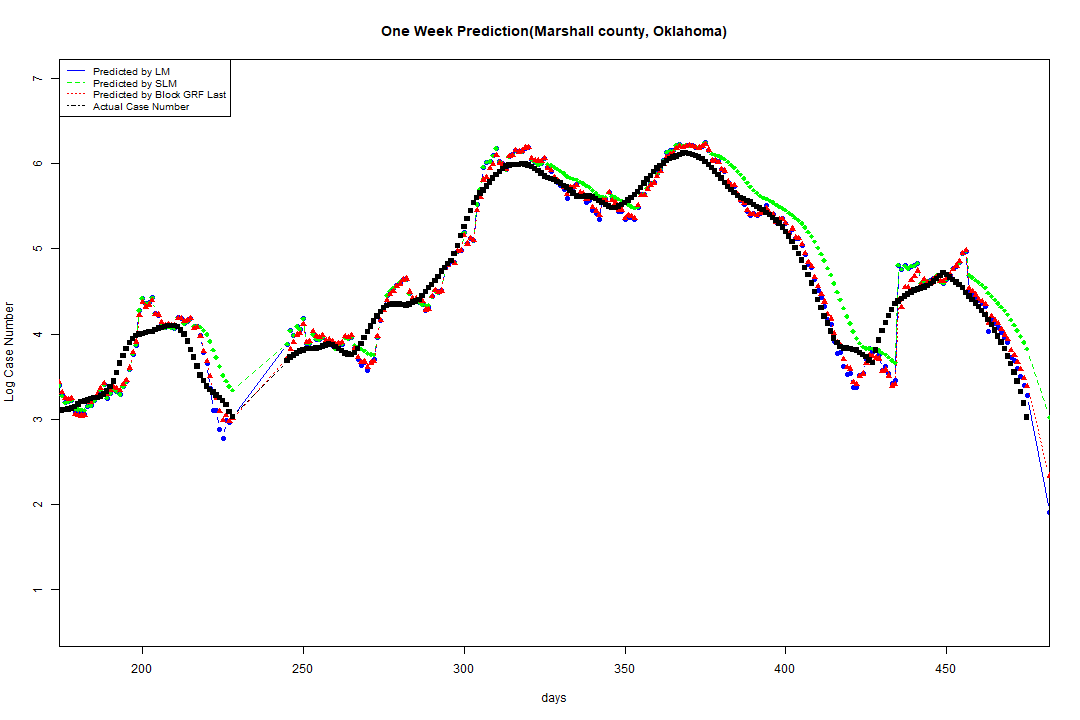 One Week Prediction(Marshall county, Oklahoma)
Predicted by LM
Predicted by SLM
Predicted by Block GRF Last
Actual Case Number
7
6
5
4
3
2
1
Log Case Number
200 250 300 350 400 450
days